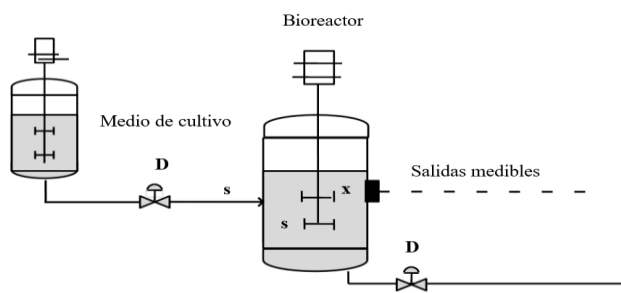 Bioreactor
Medio de cultivo
D
s
x
s
Salidas medibles
D